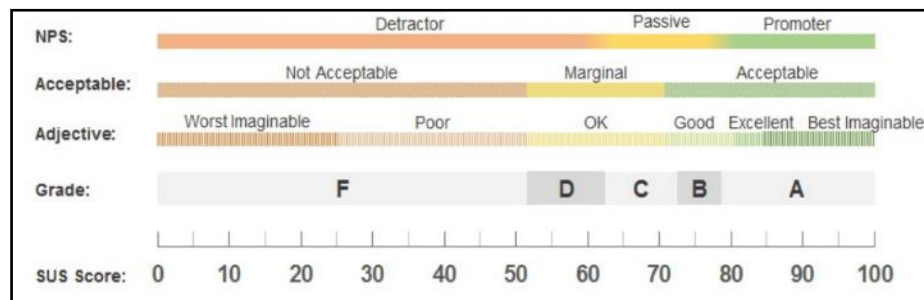 Detractor Passive Promoter
NPS:
Not Acceptable Marginal Acceptable
Acceptable:
Worst Imaginable Poor OK Good Excellent Best Imaginable
Adjective:
Grade: F D C B A
SUS Score: 0 10 20 30 40 50 60 70 80 90 100